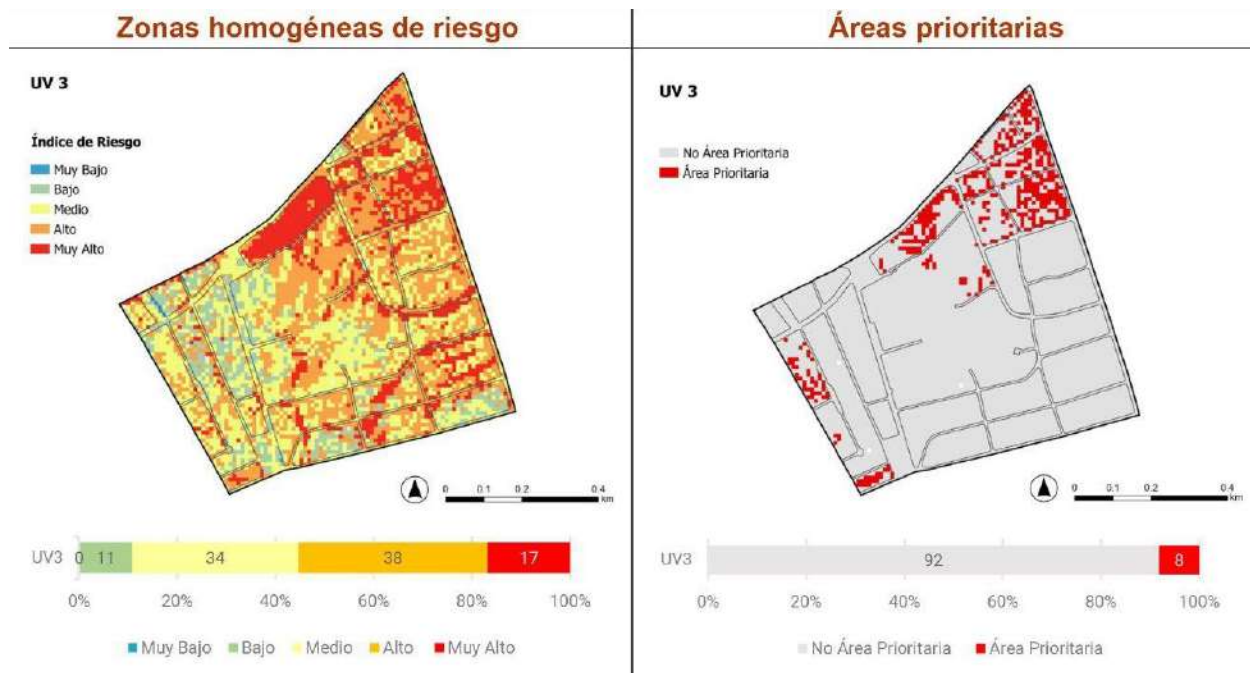 Zonas homogéneas de riesgo
UV 3
Índice de Riesgo
Muy Bajo
Bajo
Medio
Alto
Muy Alto
0 0.1 0.2 0.4
km
UV3 0 11 34 38 17
0% 20% 40% 60% 80% 100%
Muy Bajo Bajo Medio Alto Muy Alto
Áreas prioritarias
UV 3
No Área Prioritaria
Área Prioritaria
0 0.1 0.2 0.4
km
UV3 92 8
0% 20% 40% 60% 80% 100%
No Área Prioritaria Área Prioritaria